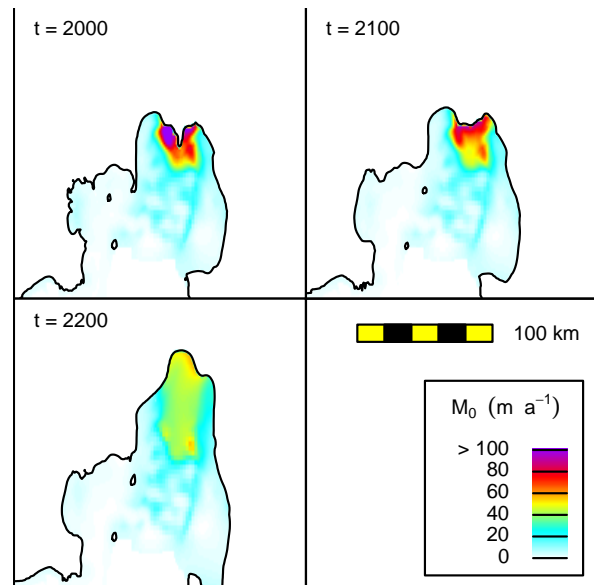 t = 2000
t = 2100
t = 2200
100 km
M₀ (m a⁻¹)
> 100
80
60
40
20
0